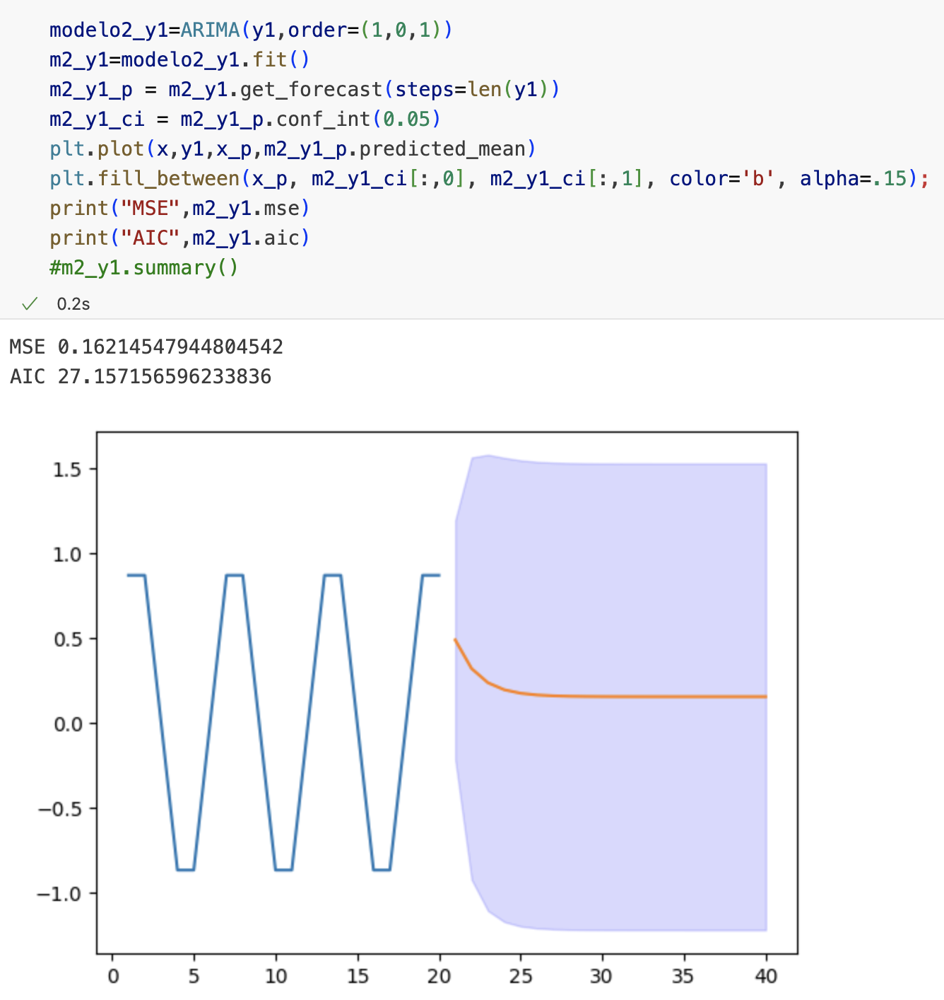 modelo2_y1=ARIMA(y1,order=(1,0,1))
m2_y1=modelo2_y1.fit()
m2_y1_p = m2_y1.get_forecast(steps=len(y1))
m2_y1_ci = m2_y1_p.conf_int(0.05)
plt.plot(x,y1,x_p,m2_y1_p.predicted_mean)
plt.fill_between(x_p, m2_y1_ci[:,0], m2_y1_ci[:,1], color='b', alpha=.15);
print("MSE",m2_y1.mse)
print("AIC",m2_y1.aic)
#m2_y1.summary()
✓ 0.2s
MSE 0.16214547944804542
AIC 27.157156596233836
1.5
1.0
0.5
0.0
−0.5
−1.0
0 5 10 15 20 25 30 35 40